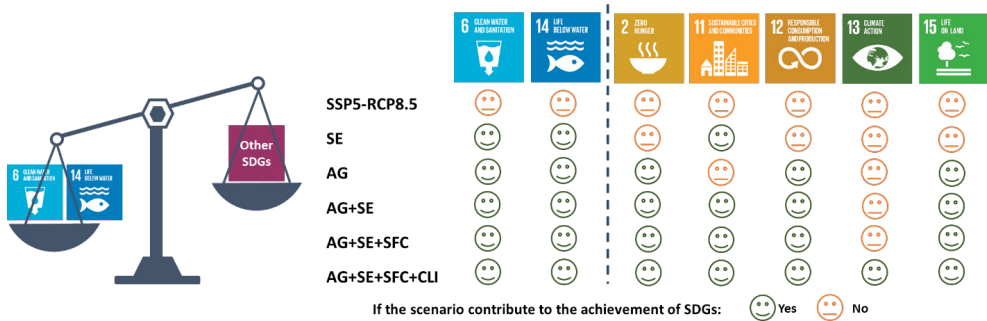 6 CLEAN WATER
AND SANITATION
14 LIFE
BELOW WATER
2 ZERO
HUNGER
11 SUSTAINABLE CITIES
AND COMMUNITIES
12 RESPONSIBLE
CONSUMPTION
AND PRODUCTION
13 CLIMATE
ACTION
15 LIFE
ON LAND
SSP5-RCP8.5
SE
AG
AG+SE
AG+SE+SFC
AG+SE+SFC+CLI
Other
SDGs
6 CLEAN WATER
AND SANITATION
14 LIFE
BELOW WATER
If the scenario contribute to the achievement of SDGs: Yes No